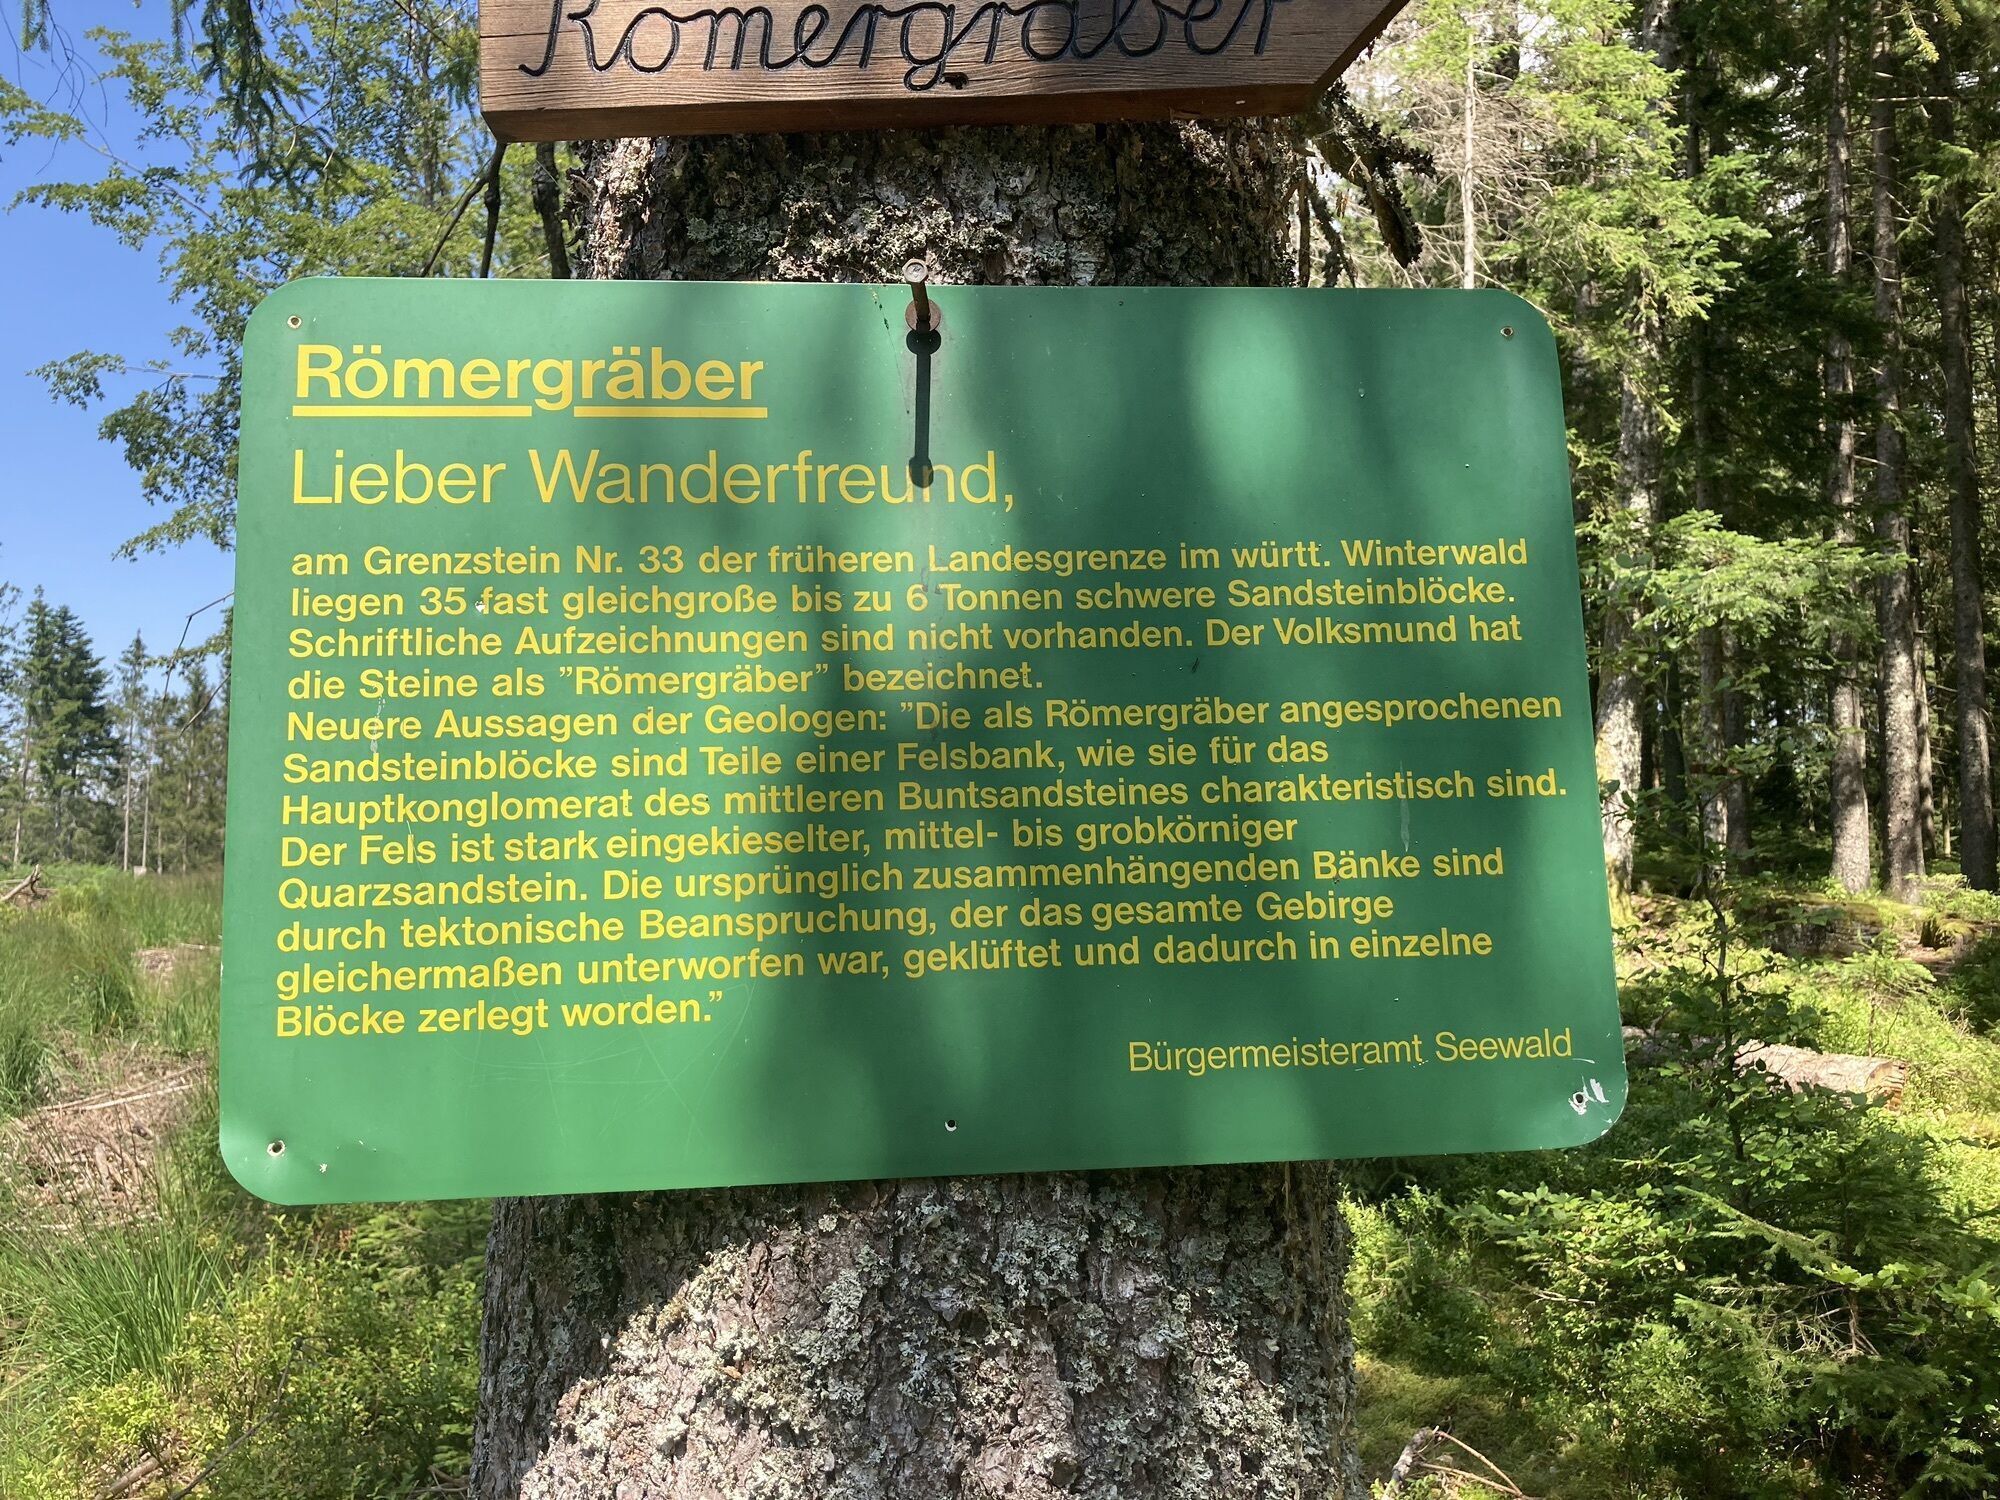 Römergräber
Römergräber
Lieber Wanderfreund,
am Grenzstein Nr. 33 der früheren Landesgrenze im württ. Winterwald
liegen 35 fast gleichgroße bis zu 6 Tonnen schwere Sandsteinblöcke.
Schriftliche Aufzeichnungen sind nicht vorhanden. Der Volksmund hat
die Steine als ”Römergräber” bezeichnet.
Neuere Aussagen der Geologen: ”Die als Römergräber angesprochenen
Sandsteinblöcke sind Teile einer Felsbank, wie sie für das
Hauptkonglomerat des mittleren Buntsandsteines charakteristisch sind.
Der Fels ist stark eingekieselter, mittel- bis grobkörniger
Quarzsandstein. Die ursprünglich zusammenhängenden Bänke sind
durch tektonische Beanspruchung, der das gesamte Gebirge
gleichermaßen unterworfen war, geklüftet und dadurch in einzelne
Blöcke zerlegt worden.”
Bürgermeisteramt Seewald